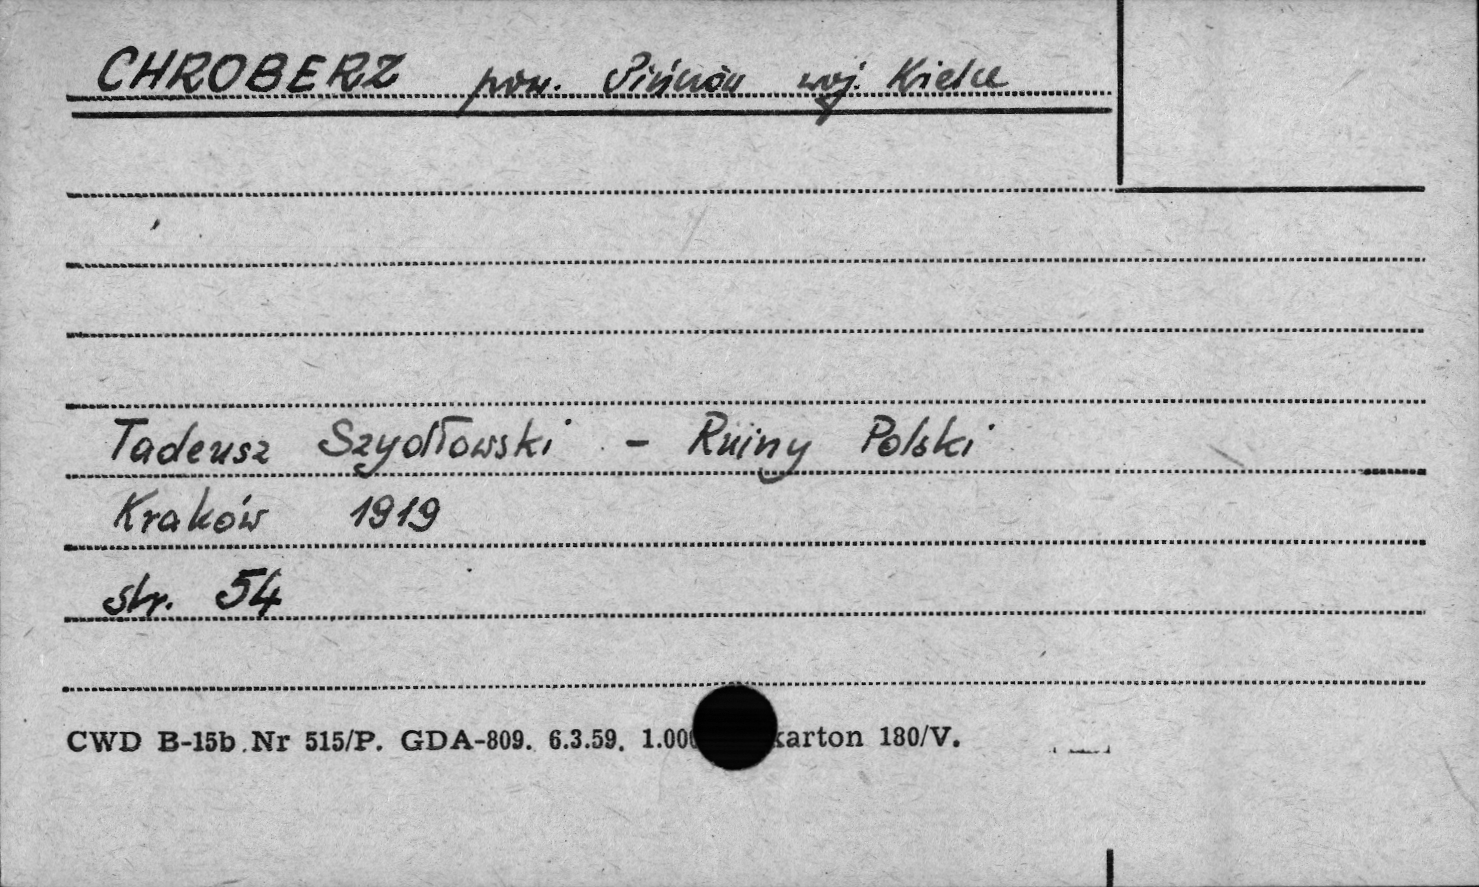 CHROBERZ pow. Pińczów woj. Kielce
Tadeusz Szydłowski - Ruiny Polski
Kraków 1919
str. 54
CWD B-15b Nr 515/P. GDA-809. 6.3.59. 1.000 karton 180/V.